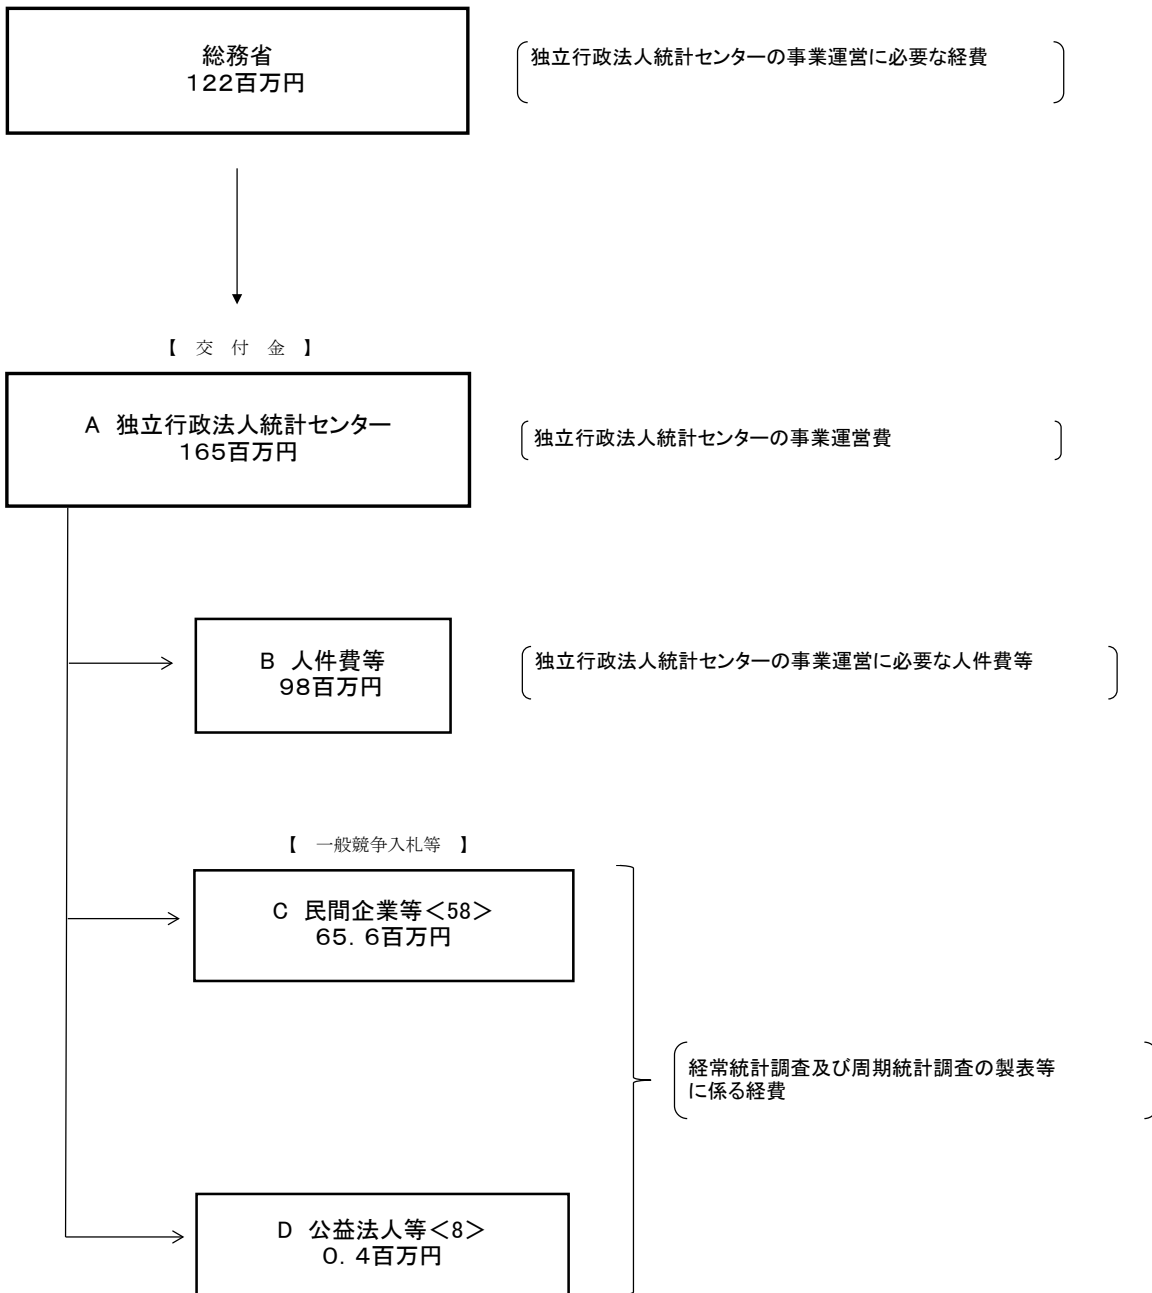 総務省
122百万円
独立行政法人統計センターの事業運営に必要な経費
【　交　付　金　】
A　独立行政法人統計センター
165百万円
独立行政法人統計センターの事業運営費
B　人件費等
98百万円
独立行政法人統計センターの事業運営に必要な人件費等
【　一般競争入札等　】
C　民間企業等＜58＞
65．6百万円
経常統計調査及び周期統計調査の製表等
に係る経費
D　公益法人等＜8＞
0．4百万円